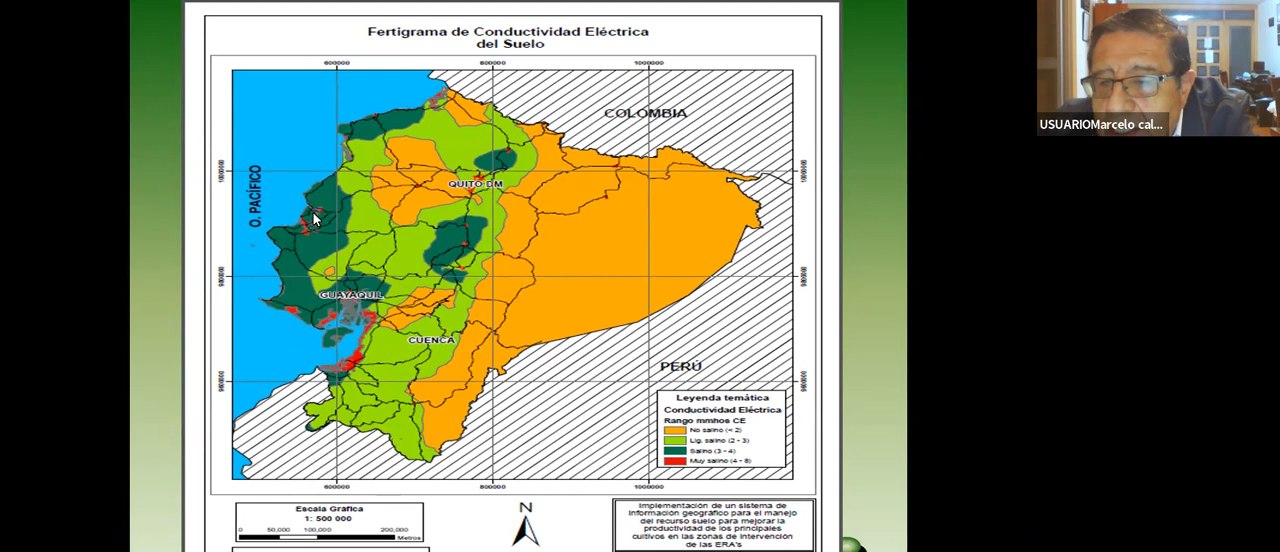 Fertigrama de Conductividad Eléctrica
del Suelo
600000
800000
1000000
COLOMBIA
O. PACÍFICO
QUITO DM
GUAYAQUIL
CUENCA
PERÚ
Leyenda temática
Conductividad Eléctrica
Rango mmhos CE
No salino (< 2)
Lig. salino (2 - 3)
Salino (3 - 4)
Muy salino (4 - 8)
600000
800000
1000000
Escala Gráfica
1: 500 000
0 50,000 100,000 200,000
Metros
N
Implementación de un sistema de
información geográfico para el manejo
del recurso suelo para mejorar la
productividad de los principales
cultivos en las zonas de intervención
de las ERA's
USUARIOMarcelo cal...